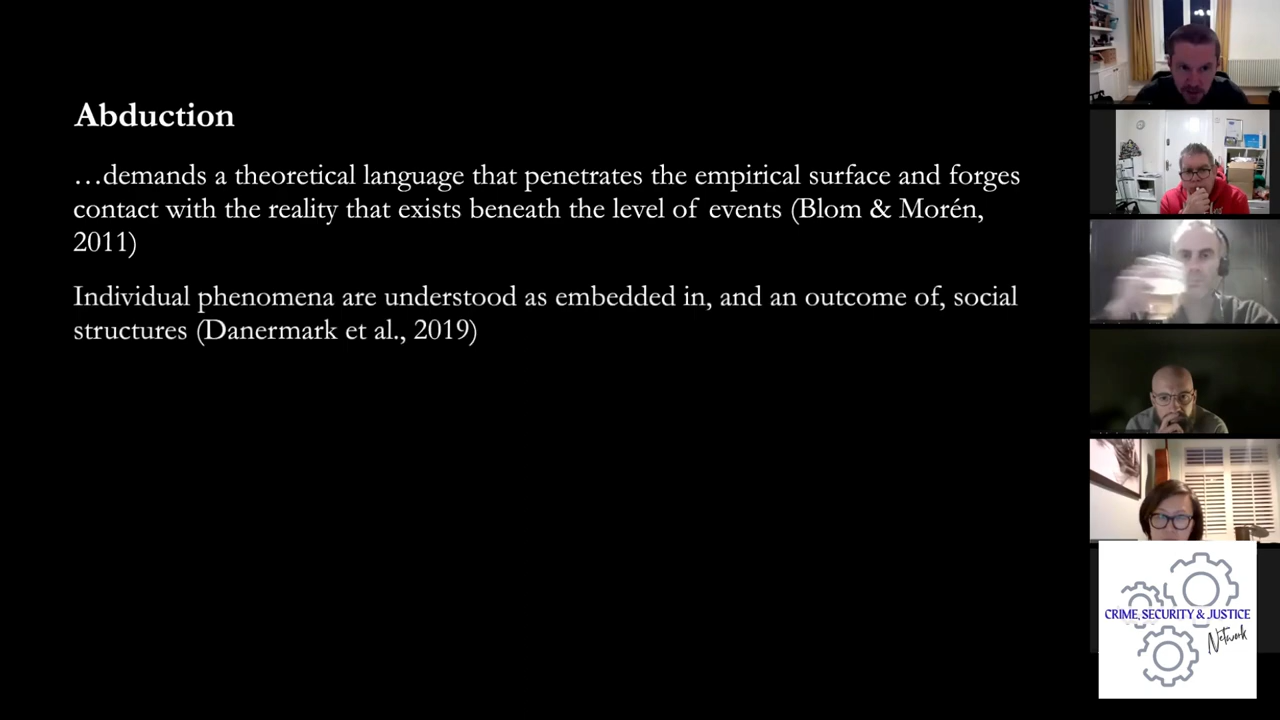 Abduction
…demands a theoretical language that penetrates the empirical surface and forges
contact with the reality that exists beneath the level of events (Blom & Morén,
2011)
Individual phenomena are understood as embedded in, and an outcome of, social
structures (Danermark et al., 2019)
CRIME, SECURITY & JUSTICE
Network